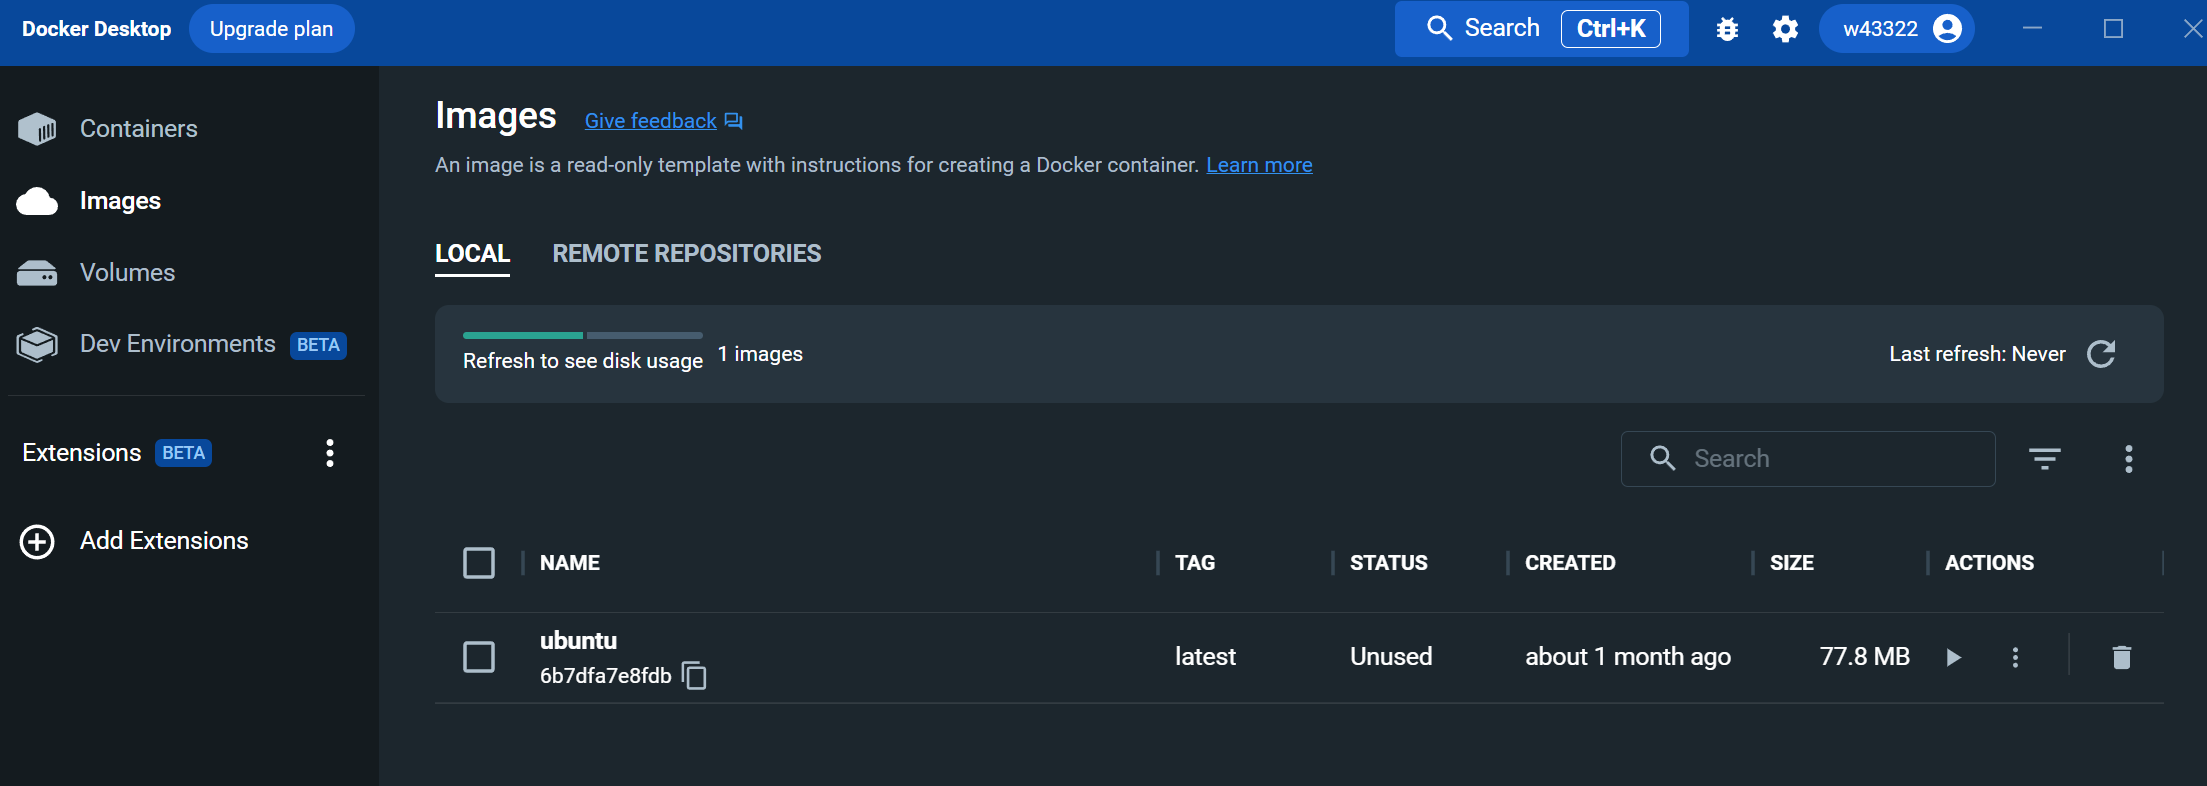 Docker Desktop
Upgrade plan
Search
Ctrl+K
w43322
Containers
Images
Volumes
Dev Environments BETA
Extensions BETA
Add Extensions
Images
Give feedback
An image is a read-only template with instructions for creating a Docker container. Learn more
LOCAL
REMOTE REPOSITORIES
Refresh to see disk usage
1 images
Last refresh: Never
Search
NAME
TAG
STATUS
CREATED
SIZE
ACTIONS
ubuntu
6b7dfa7e8fdb
latest
Unused
about 1 month ago
77.8 MB